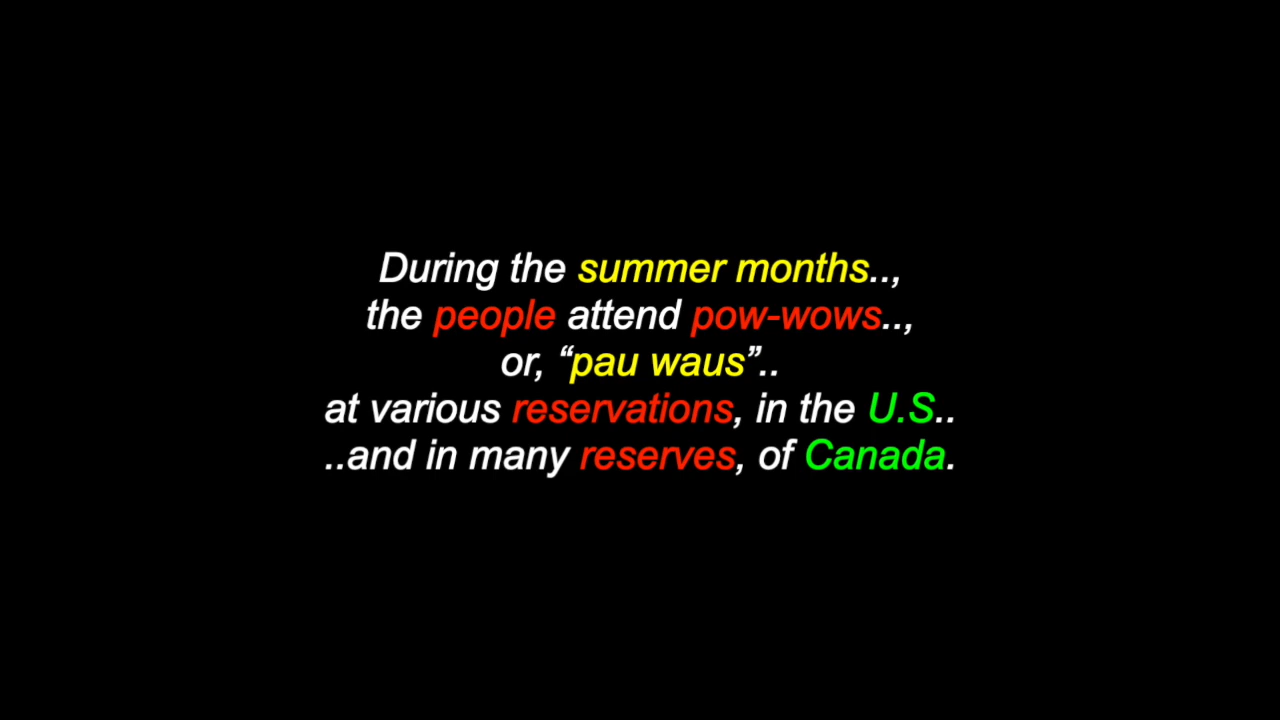 During the summer months..,
the people attend pow-wows..,
or, “pau waus”..
at various reservations, in the U.S..
..and in many reserves, of Canada.